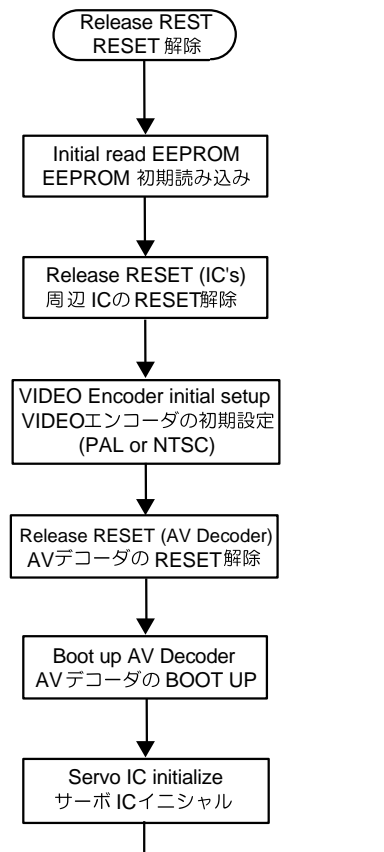 Release REST
RESET 解除
Initial read EEPROM
EEPROM 初期読み込み
Release RESET (IC's)
周辺 ICの RESET解除
VIDEO Encoder initial setup
VIDEOエンコーダの初期設定
(PAL or NTSC)
Release RESET (AV Decoder)
AVデコーダの RESET解除
Boot up AV Decoder
AVデコーダの BOOT UP
Servo IC initialize
サーボ ICイニシャル